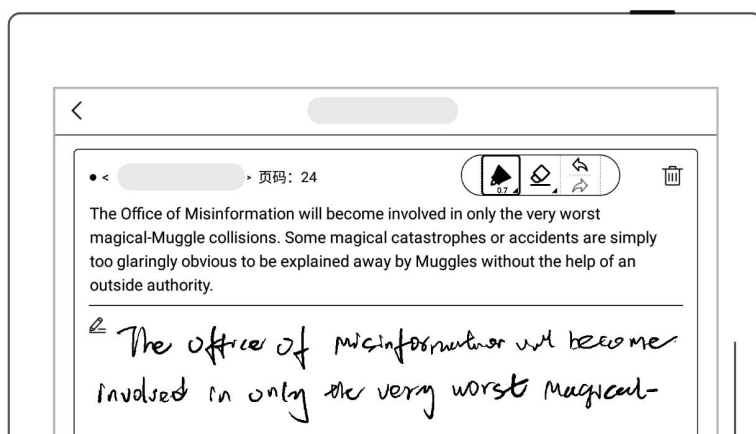 • < > 页码：24
0.7
The Office of Misinformation will become involved in only the very worst
magical-Muggle collisions. Some magical catastrophes or accidents are simply
too glaringly obvious to be explained away by Muggles without the help of an
outside authority.
The office of misinformation will become
involved in only the very worst magical-